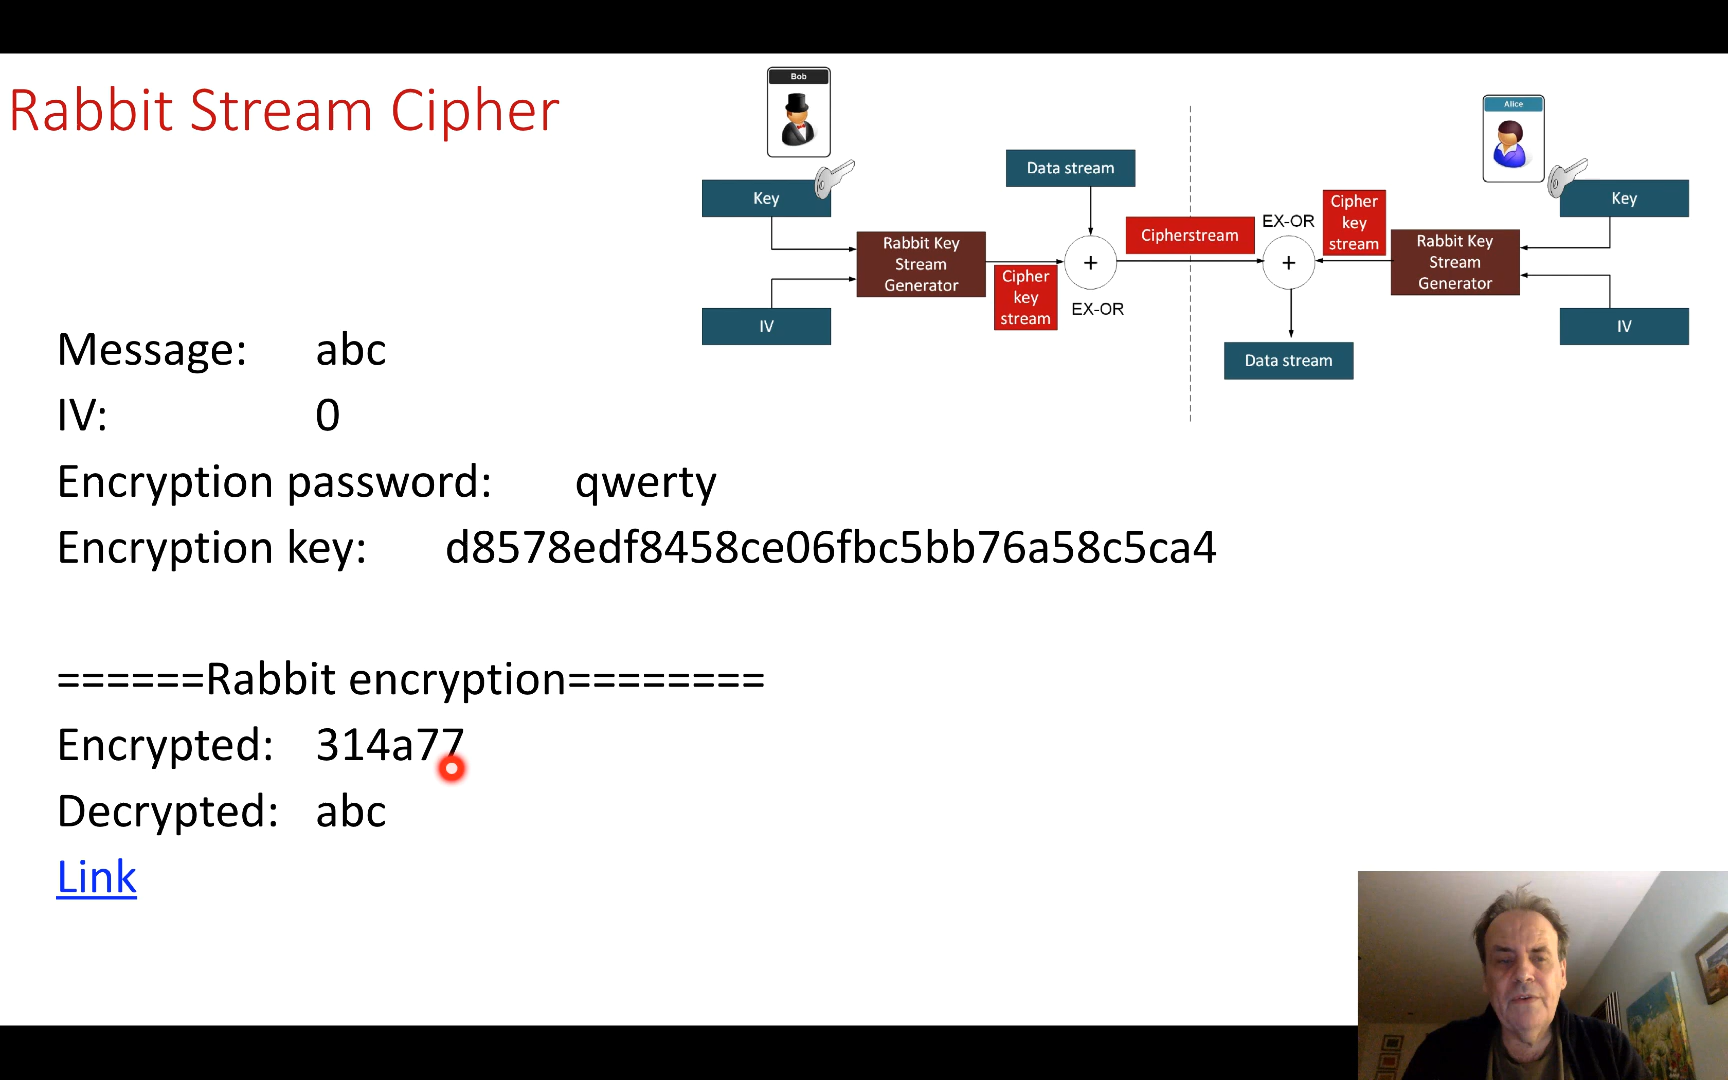 Rabbit Stream Cipher
Bob
Alice
Key
Data stream
Key
Rabbit Key
Stream
Generator
Cipher
key
stream
+
EX-OR
Cipherstream
EX-OR
+
Cipher
key
stream
Rabbit Key
Stream
Generator
IV
Data stream
IV
Message: abc
IV: 0
Encryption password: qwerty
Encryption key: d8578edf8458ce06fbc5bb76a58c5ca4
======Rabbit encryption========
Encrypted: 314a77
Decrypted: abc
Link